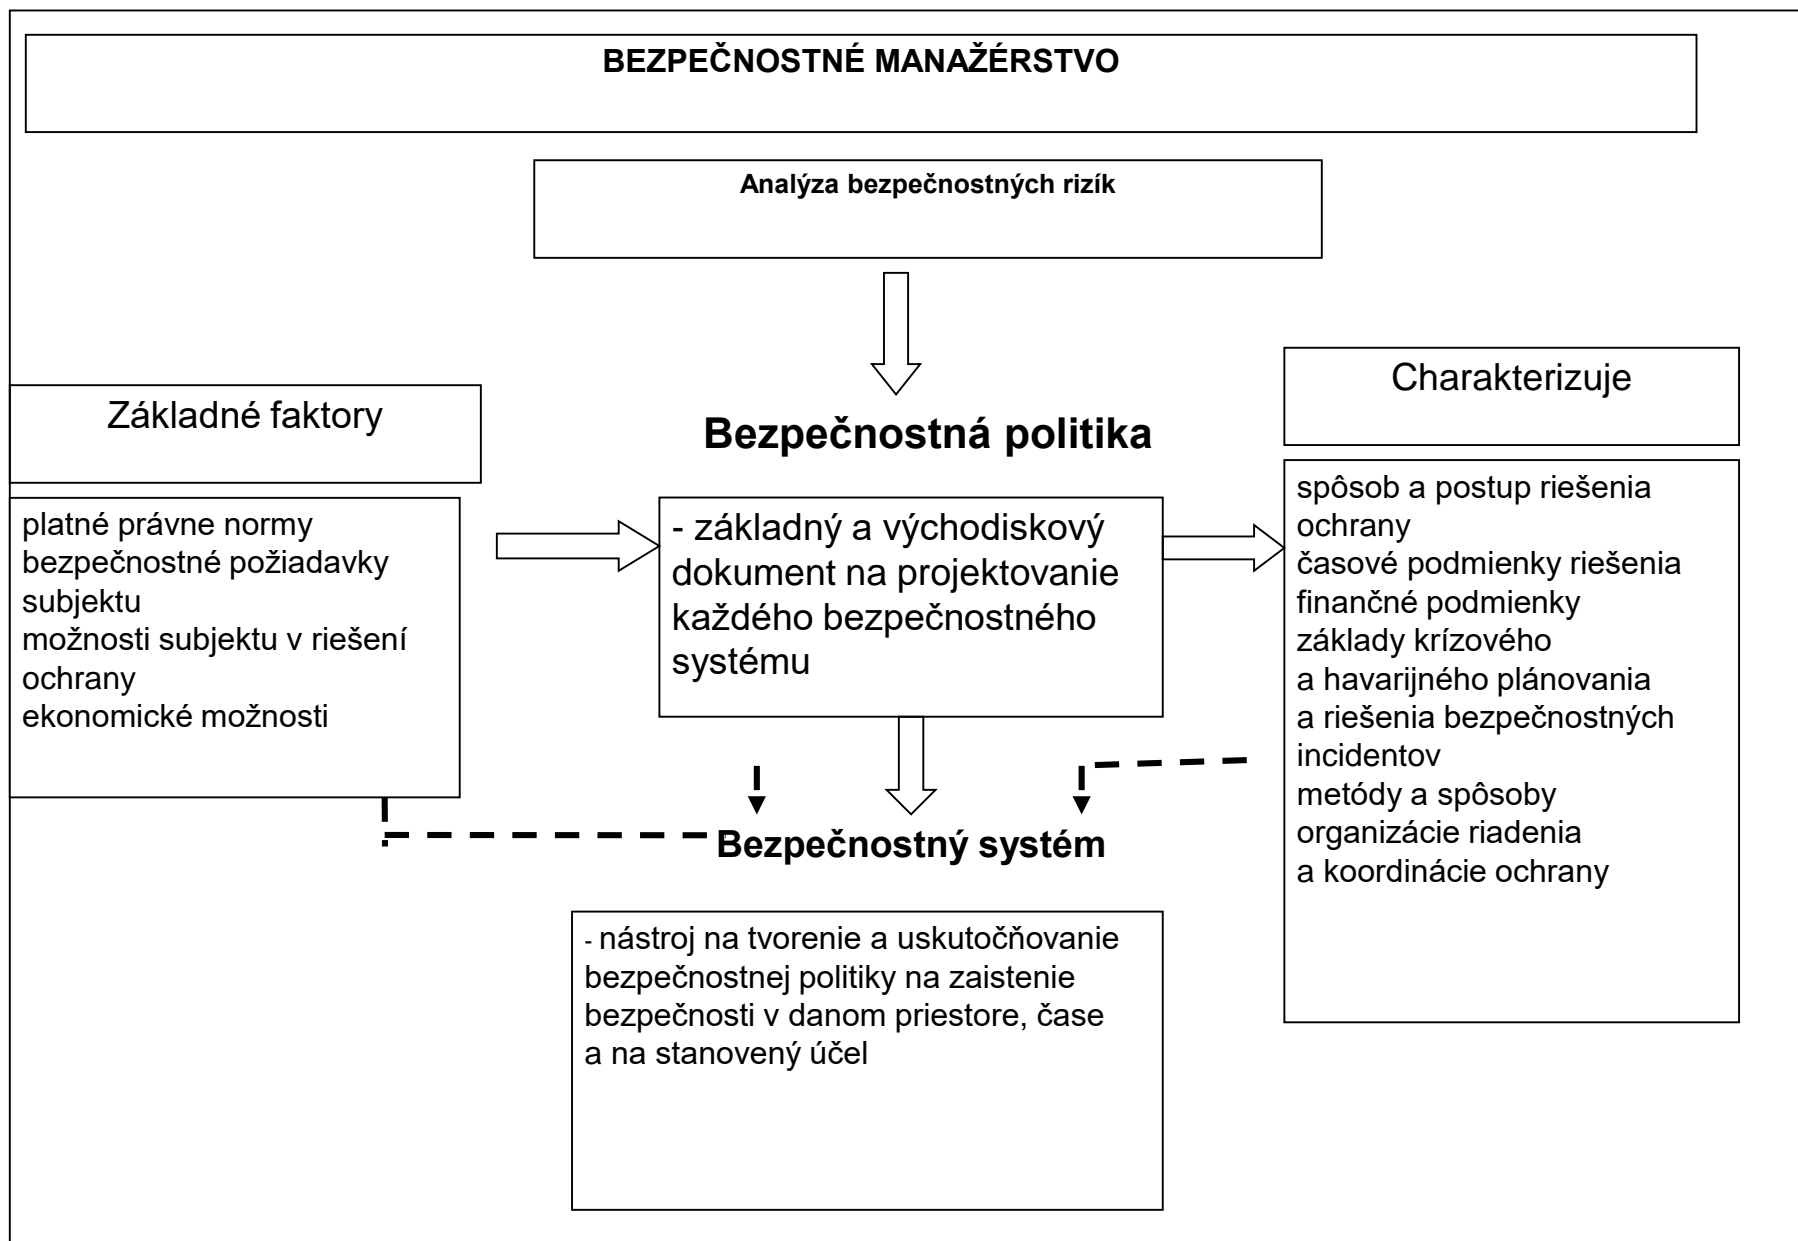 BEZPEČNOSTNÉ MANAŽÉRSTVO
Analýza bezpečnostných rizík
Základné faktory
platné právne normy
bezpečnostné požiadavky
subjektu
možnosti subjektu v riešení
ochrany
ekonomické možnosti
Bezpečnostná politika
- základný a východiskový
dokument na projektovanie
každého bezpečnostného
systému
Charakterizuje
spôsob a postup riešenia
ochrany
časové podmienky riešenia
finančné podmienky
základy krízového
a havarijného plánovania
a riešenia bezpečnostných
incidentov
metódy a spôsoby
organizácie riadenia
a koordinácie ochrany
Bezpečnostný systém
- nástroj na tvorenie a uskutočňovanie
bezpečnostnej politiky na zaistenie
bezpečnosti v danom priestore, čase
a na stanovený účel